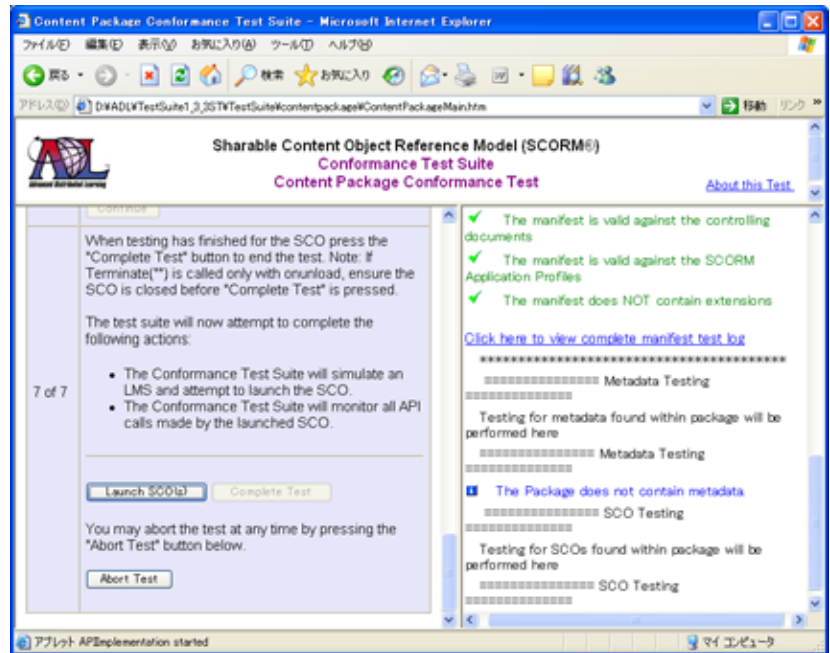 Content Package Conformance Test Suite - Microsoft Internet Explorer
ファイル(F) 編集(E) 表示(V) お気に入り(A) ツール(T) ヘルプ(H)
戻る 検索 お気に入り
アドレス(D) D:¥ADL¥TestSuite1_3_3ST¥TestSuite¥contentpackage¥ContentPackageMain.htm 移動 リンク »
ADL
Sharable Content Object Reference Model (SCORM®)
Conformance Test Suite
Content Package Conformance Test
About this Test.
Continue
When testing has finished for the SCO press the
"Complete Test" button to end the test. Note: If
Terminate("") is called only with onunload, ensure the
SCO is closed before "Complete Test" is pressed.
The test suite will now attempt to complete the
following actions:
7 of 7
• The Conformance Test Suite will simulate an
LMS and attempt to launch the SCO.
• The Conformance Test Suite will monitor all API
calls made by the launched SCO.
Launch SCO(s) Complete Test
You may abort the test at any time by pressing the
"Abort Test" button below.
Abort Test
✓ The manifest is valid against the controlling
documents
✓ The manifest is valid against the SCORM
Application Profiles
✓ The manifest does NOT contain extensions
Click here to view complete manifest test log
****************************************
=============== Metadata Testing
===============
Testing for metadata found within package will be
performed here
=============== Metadata Testing
===============
The Package does not contain metadata.
=============== SCO Testing
===============
Testing for SCOs found within package will be
performed here
=============== SCO Testing
===============
アプレット APIImplementation started
マイ コンピュータ